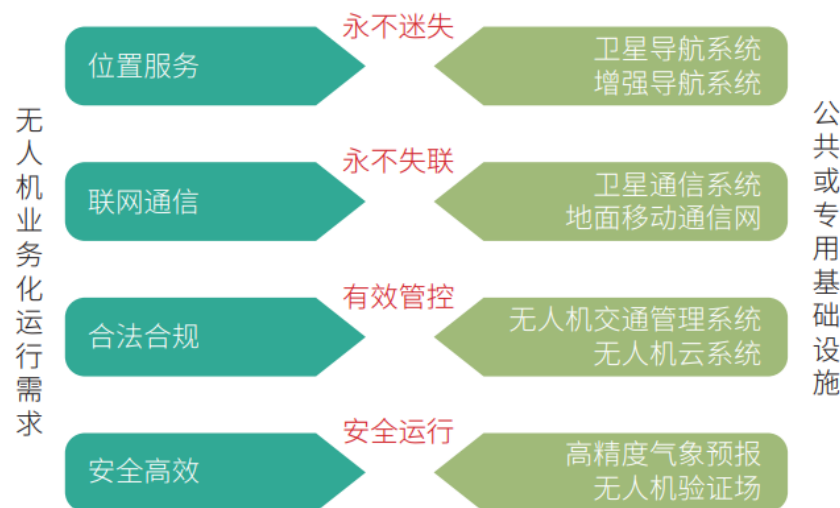 无人机业务化运行需求
永不迷失
位置服务
卫星导航系统
增强导航系统
永不失联
联网通信
卫星通信系统
地面移动通信网
有效管控
合法合规
无人机交通管理系统
无人机云系统
安全运行
安全高效
高精度气象预报
无人机验证场
公共或专用基础设施